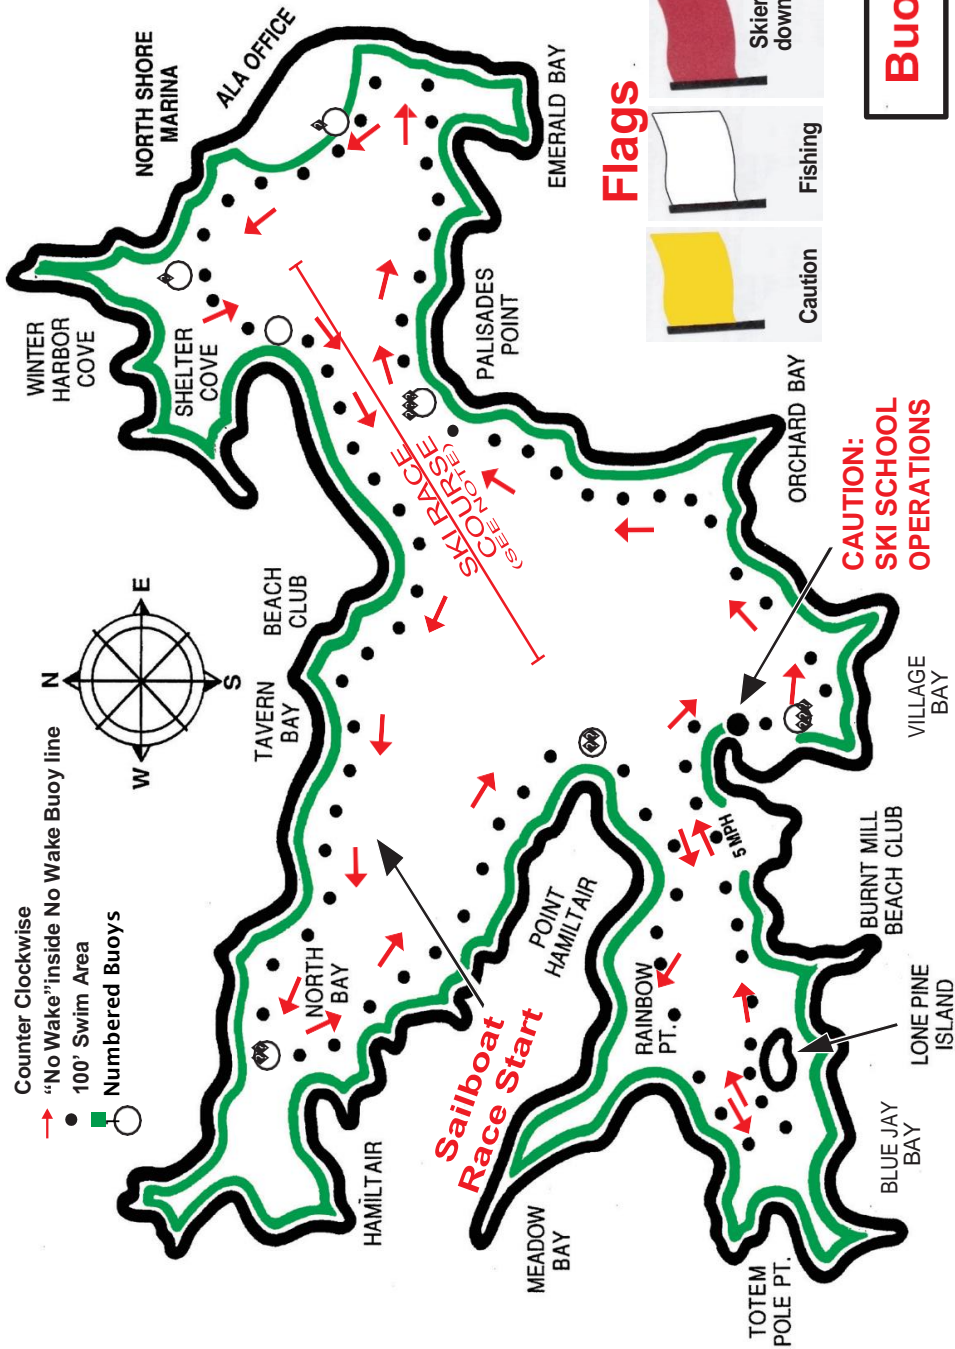 Counter Clockwise
"No Wake"inside No Wake Buoy line
100' Swim Area
Numbered Buoys
N
E
S
W
NORTH SHORE
MARINA
ALA OFFICE
WINTER
HARBOR
COVE
SHELTER
COVE
EMERALD BAY
PALISADES
POINT
BEACH
CLUB
TAVERN
BAY
SKI RACE
COURSE
(SEE NOTE)
ORCHARD BAY
CAUTION:
SKI SCHOOL
OPERATIONS
VILLAGE
BAY
5 MPH
BURNT MILL
BEACH CLUB
LONE PINE
ISLAND
BLUE JAY
BAY
TOTEM
POLE PT.
MEADOW
BAY
RAINBOW
PT.
POINT
HAMILTAIR
NORTH
BAY
HAMILTAIR
Sailboat
Race Start
Flags
Skier
down
Fishing
Caution
Buo